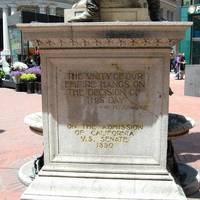 THE UNITY OF OUR
EMPIRE HANGS ON
THE DECISION OF
THIS DAY
ON THE ADMISSION
OF CALIFORNIA
U.S. SENATE
1850